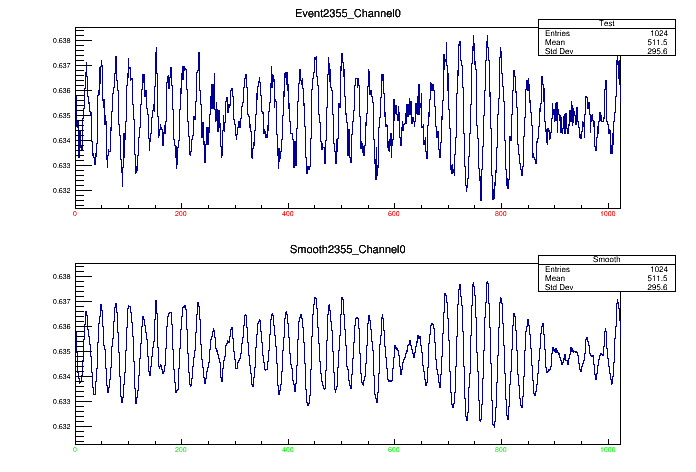 Event2355_Channel0
Test
Entries 1024
Mean 511.5
Std Dev 295.6
0.638
0.637
0.636
0.635
0.634
0.633
0.632
0 200 400 600 800 1000
Smooth2355_Channel0
Smooth
Entries 1024
Mean 511.5
Std Dev 295.6
0.638
0.637
0.636
0.635
0.634
0.633
0.632
0 200 400 600 800 1000